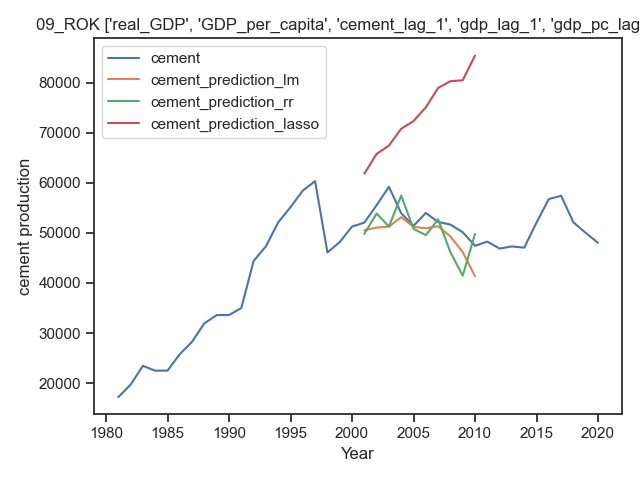 09_ROK ['real_GDP', 'GDP_per_capita', 'cement_lag_1', 'gdp_lag_1', 'gdp_pc_lag
cement
cement_prediction_lm
cement_prediction_rr
cement_prediction_lasso
cement production
80000
70000
60000
50000
40000
30000
20000
1980 1985 1990 1995 2000 2005 2010 2015 2020
Year